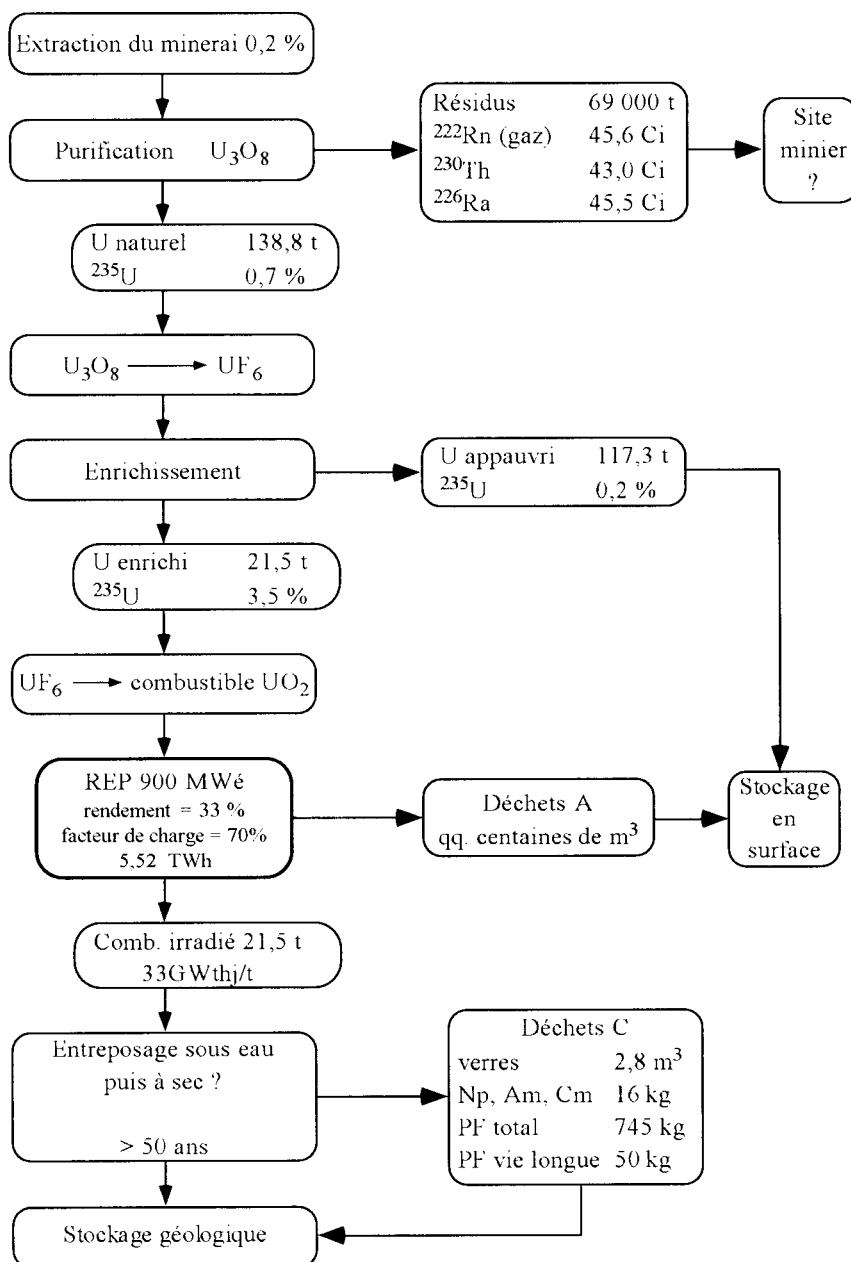 Extraction du minerai 0,2 %
Purification U₃O₈
Résidus 69 000 t
²²²Rn (gaz) 45,6 Ci
²³⁰Th 43,0 Ci
²²⁶Ra 45,5 Ci
Site
minier
?
U naturel 138,8 t
²³⁵U 0,7 %
U₃O₈ → UF₆
Enrichissement
U appauvri 117,3 t
²³⁵U 0,2 %
U enrichi 21,5 t
²³⁵U 3,5 %
UF₆ → combustible UO₂
REP 900 MWé
rendement = 33 %
facteur de charge = 70%
5,52 TWh
Déchets A
qq. centaines de m³
Stockage
en
surface
Comb. irradié 21,5 t
33GWthj/t
Entreposage sous eau
puis à sec ?
> 50 ans
Déchets C
verres 2,8 m³
Np, Am, Cm 16 kg
PF total 745 kg
PF vie longue 50 kg
Stockage géologique